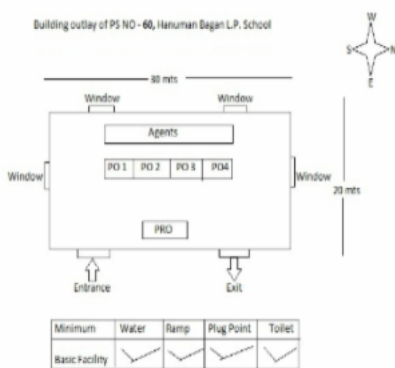 Building outlay of PS NO - 60, Hanuman Bagan L.P. School
W
S N
E
30 mts
Window Window
Agents
PO 1 PO 2 PO 3 PO4
Window Window
20 mts
PRO
Entrance Exit
Minimum Water Ramp Plug Point Toilet
Basic Facility